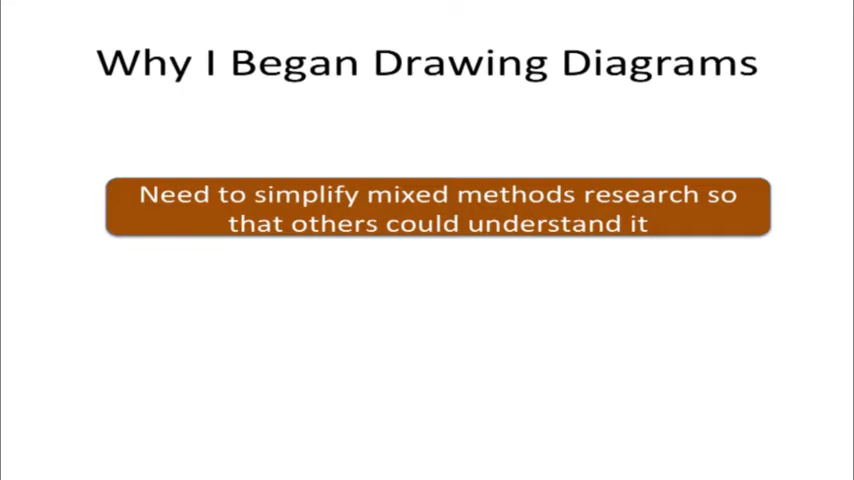 Why I Began Drawing Diagrams
Need to simplify mixed methods research so
that others could understand it